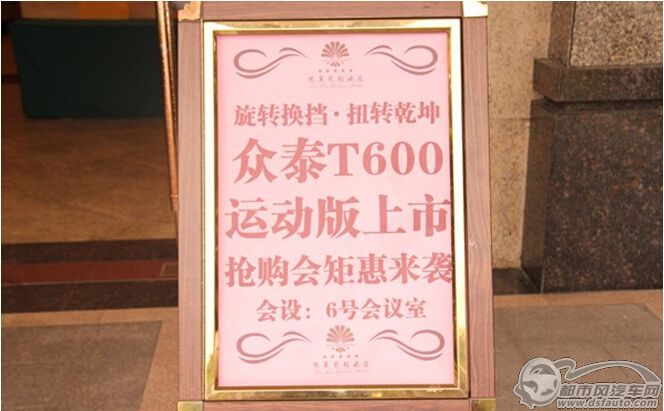 旋转换挡·扭转乾坤
众泰T600
运动版上市
抢购会矩惠来袭
会设：6号会议室
都市风汽车网
www.dsfauto.com